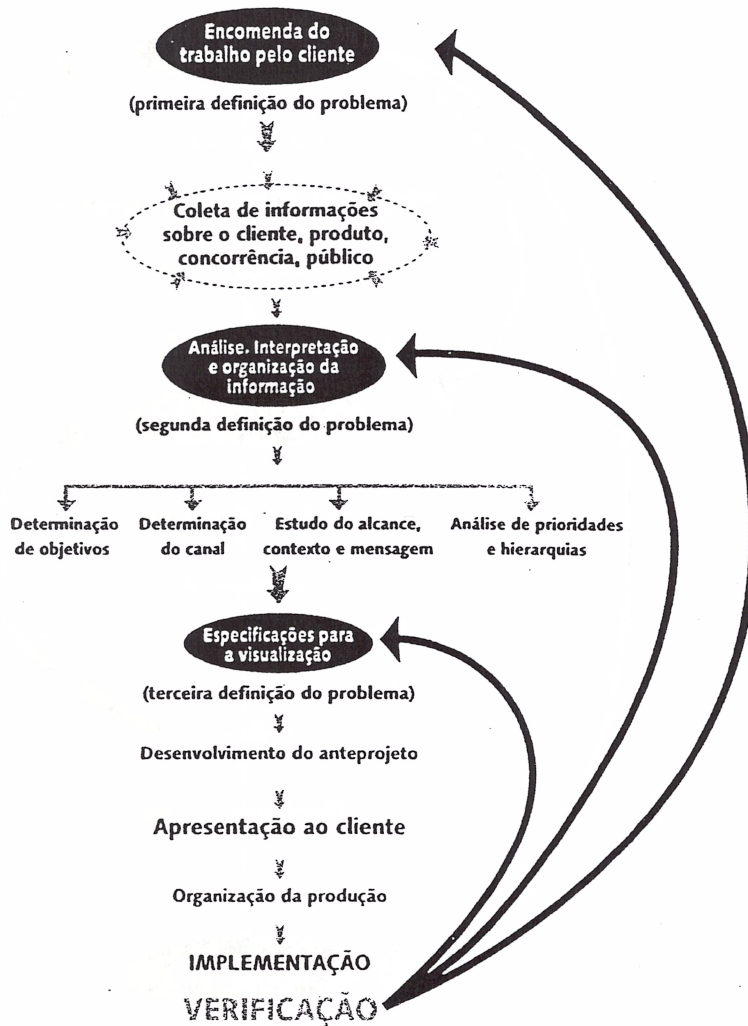 Encomenda do
trabalho pelo cliente
(primeira definição do problema)
Coleta de informações
sobre o cliente, produto,
concorrência, público
Análise. Interpretação
e organização da
informação
(segunda definição do problema)
Determinação
de objetivos
Determinação
do canal
Estudo do alcance,
contexto e mensagem
Análise de prioridades
e hierarquias
Especificações para
a visualização
(terceira definição do problema)
Desenvolvimento do anteprojeto
Apresentação ao cliente
Organização da produção
IMPLEMENTAÇÃO
VERIFICAÇÃO